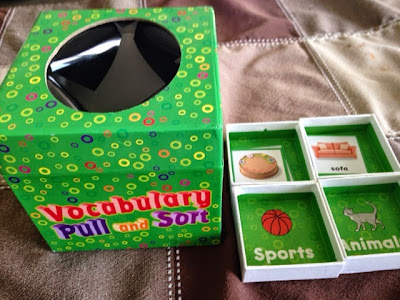 Vocabulary
Pull and Sort
sofa
Sports
Animals